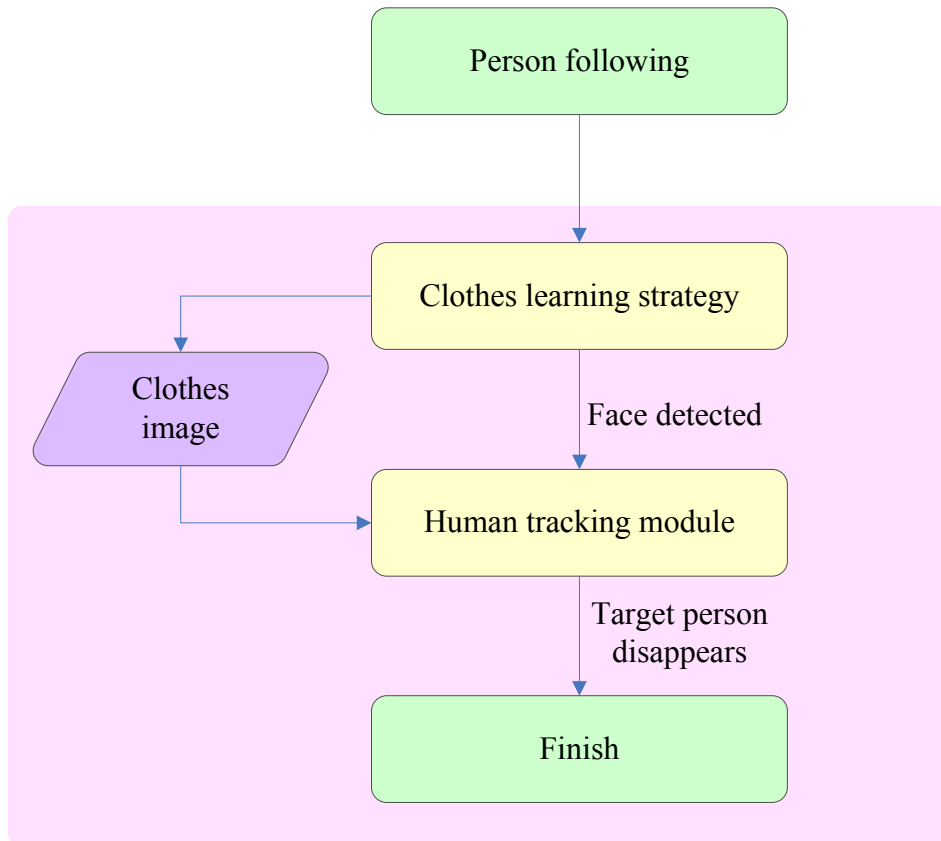 Person following
Clothes learning strategy
Clothes
image
Face detected
Human tracking module
Target person
disappears
Finish